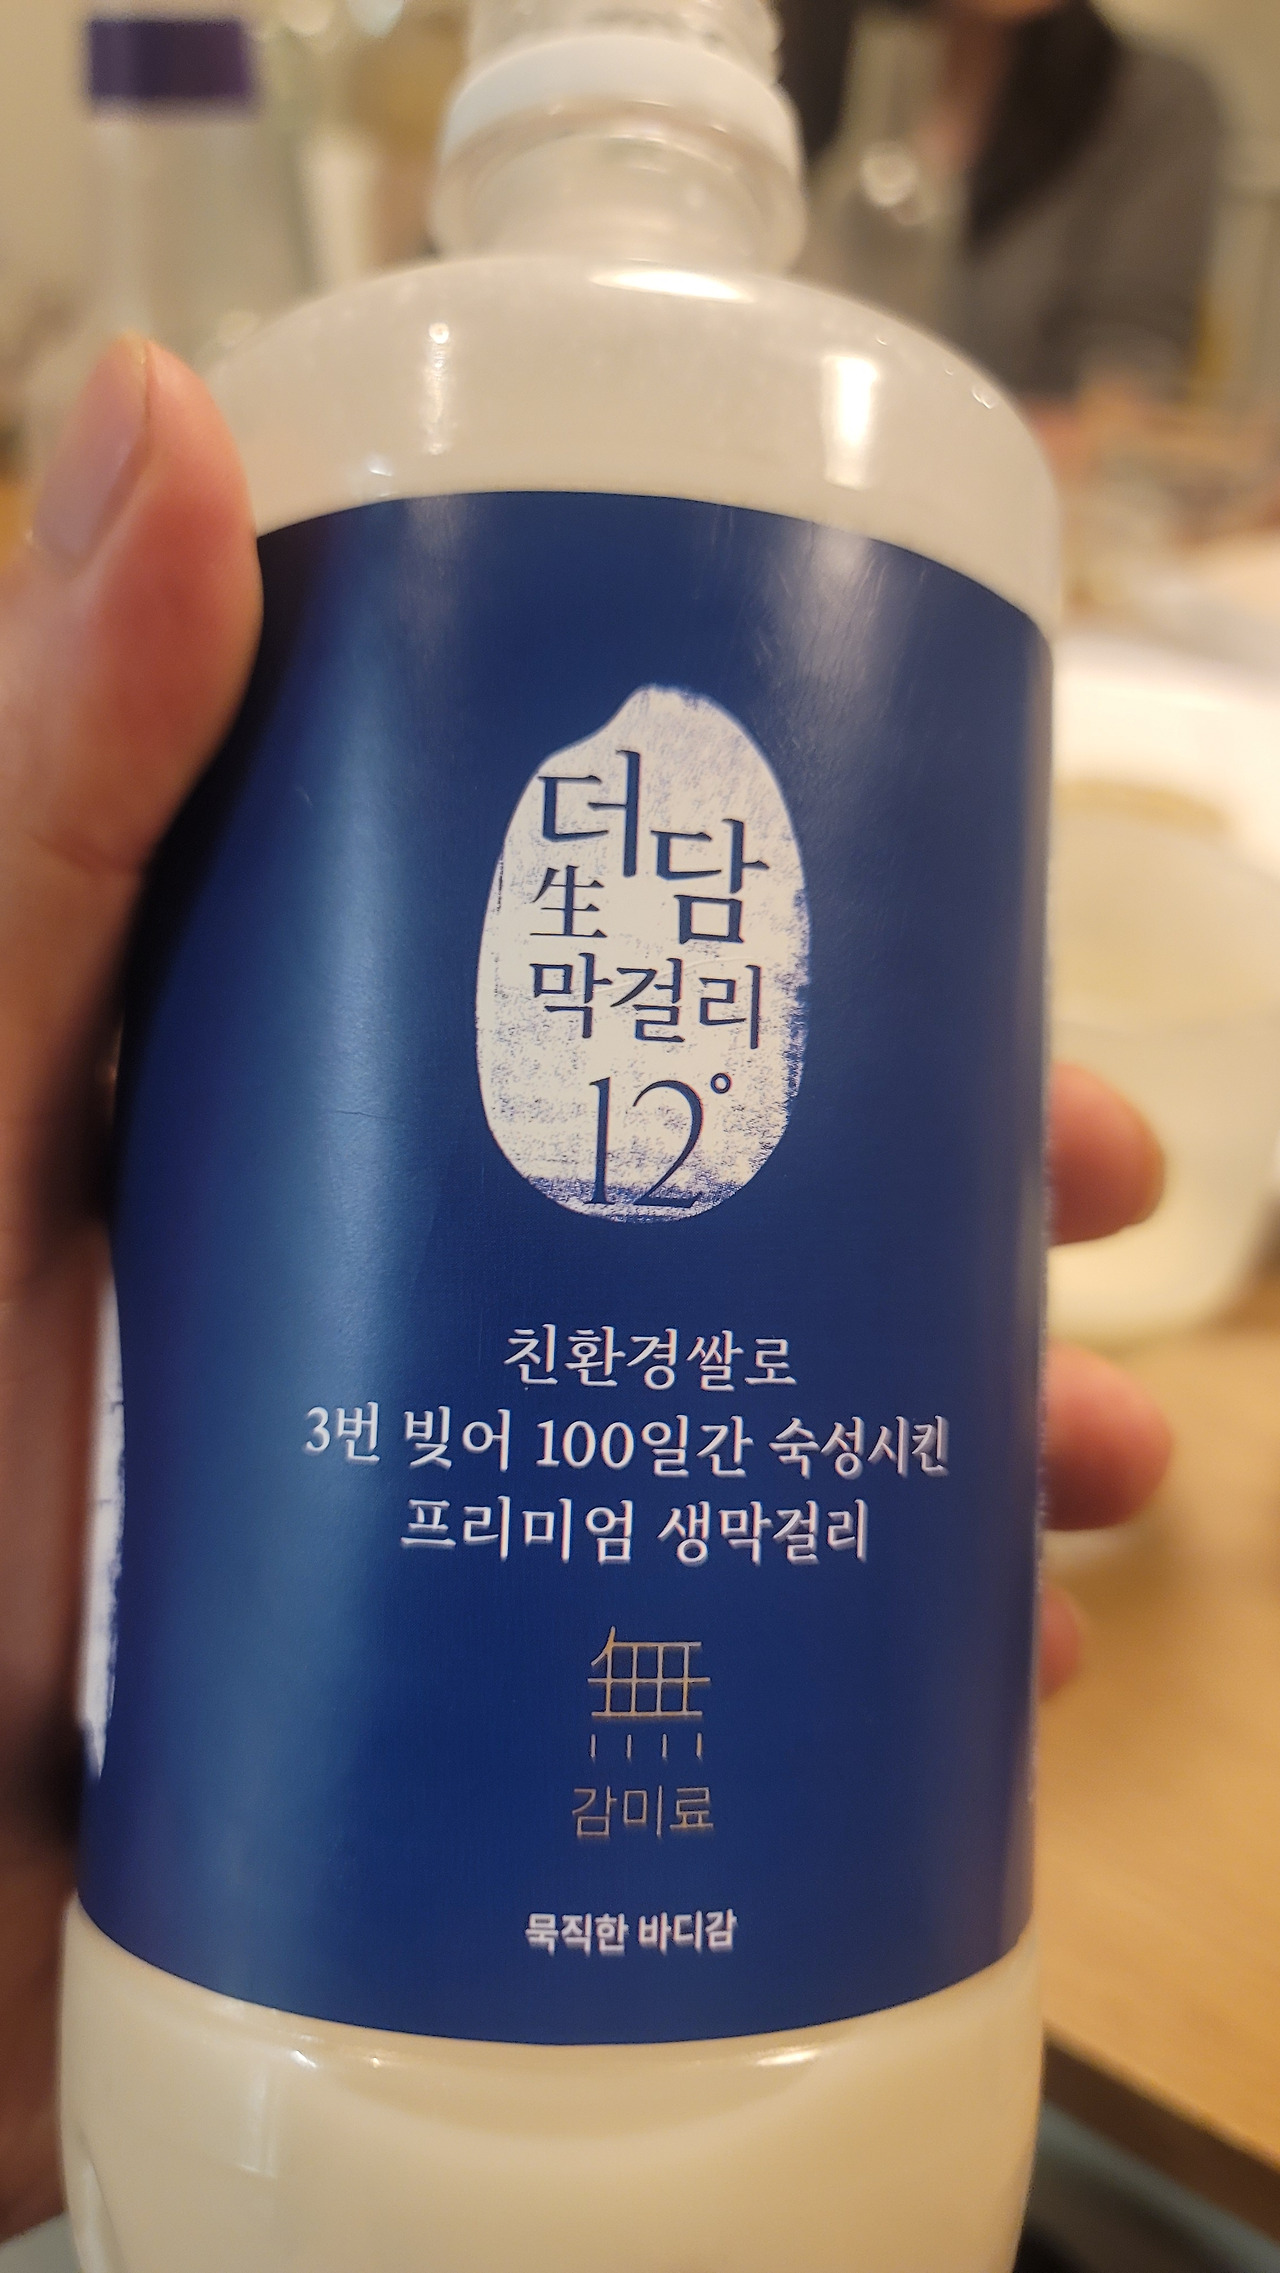 더담
生
막걸리
12°
친환경쌀로
3번 빚어 100일간 숙성시킨
프리미엄 생막걸리
無
감미료
묵직한 바디감